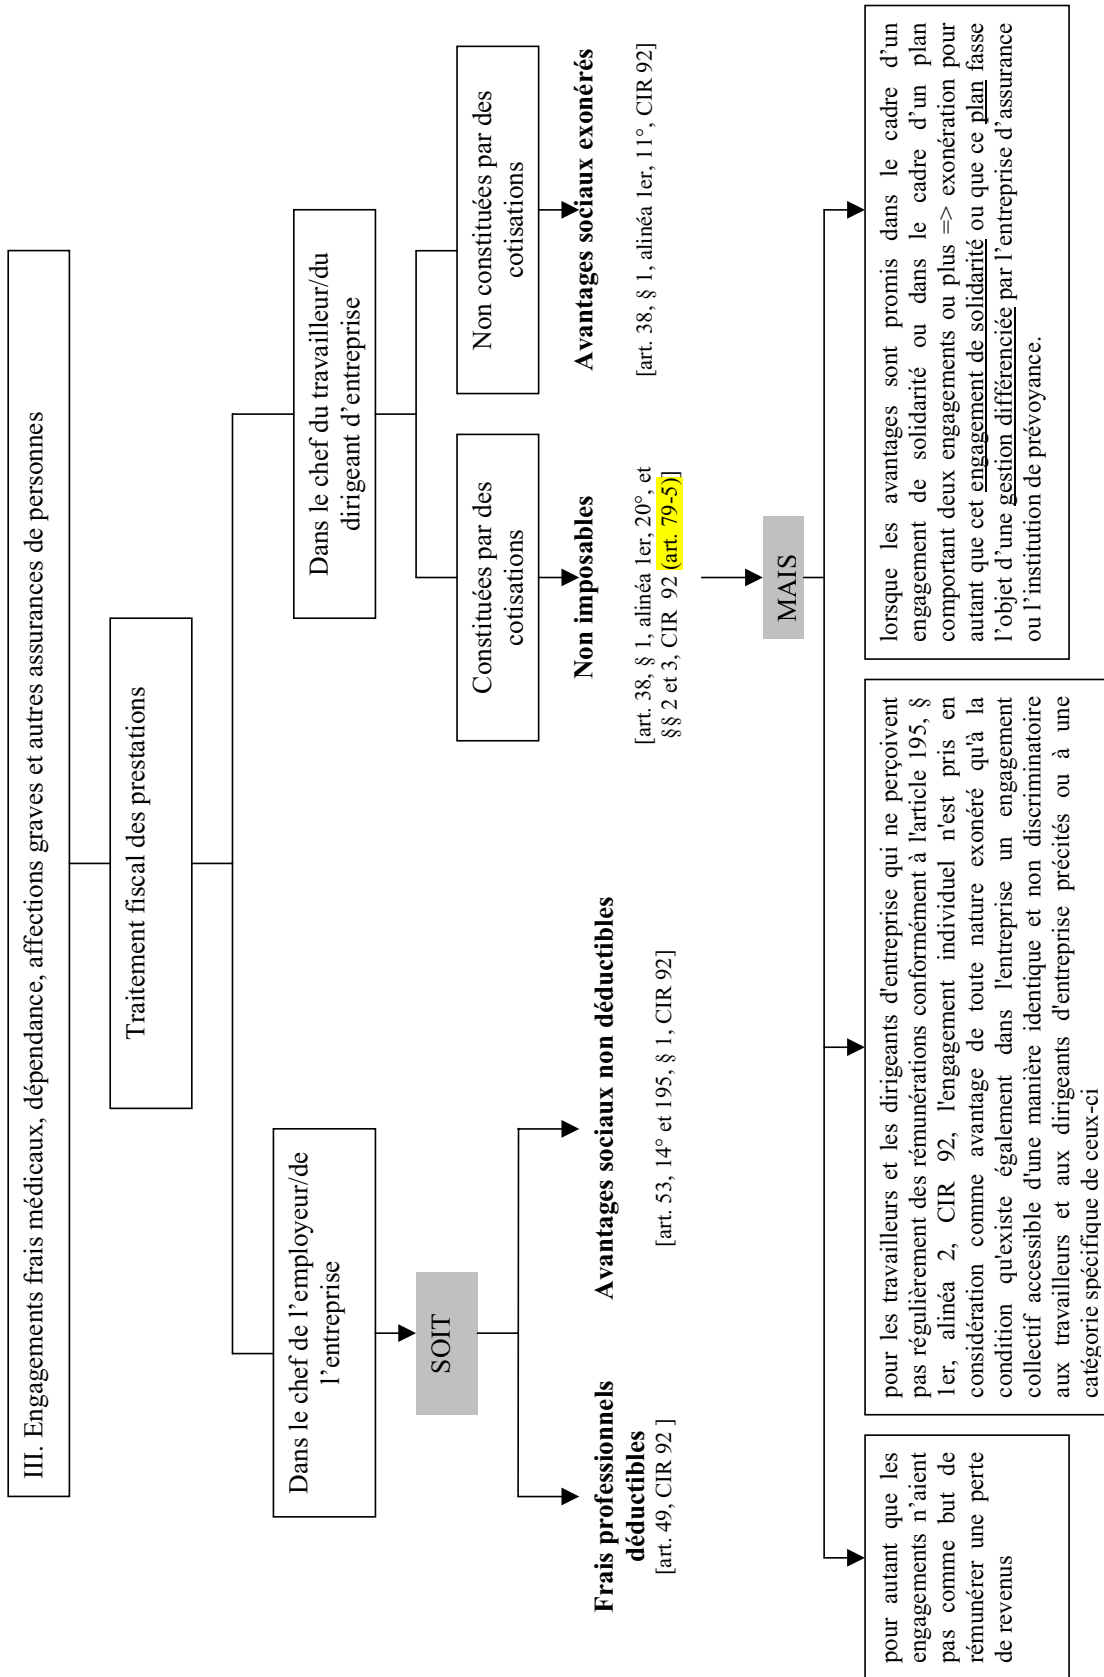 III. Engagements frais médicaux, dépendance, affections graves et autres assurances de personnes
Traitement fiscal des prestations
Dans le chef de l'employeur/de
l'entreprise
SOIT
Frais professionnels
déductibles
[art. 49, CIR 92 ]
Avantages sociaux non déductibles
[art. 53, 14° et 195, § 1, CIR 92]
Dans le chef du travailleur/du
dirigeant d'entreprise
Constituées par des
cotisations
Non imposables
[art. 38, § 1, alinéa 1er, 20°, et
§§ 2 et 3, CIR 92 (art. 79-5)]
Non constituées par des
cotisations
Avantages sociaux exonérés
[art. 38, § 1, alinéa 1er, 11°, CIR 92]
MAIS
pour autant que les
engagements n'aient
pas comme but de
rémunérer une perte
de revenus
pour les travailleurs et les dirigeants d'entreprise qui ne perçoivent
pas régulièrement des rémunérations conformément à l'article 195, §
1er, alinéa 2, CIR 92, l'engagement individuel n'est pris en
considération comme avantage de toute nature exonéré qu'à la
condition qu'existe également dans l'entreprise un engagement
collectif accessible d'une manière identique et non discriminatoire
aux travailleurs et aux dirigeants d'entreprise précités ou à une
catégorie spécifique de ceux-ci
lorsque les avantages sont promis dans le cadre d'un
engagement de solidarité ou dans le cadre d'un plan
comportant deux engagements ou plus => exonération pour
autant que cet engagement de solidarité ou que ce plan fasse
l'objet d'une gestion différenciée par l'entreprise d'assurance
ou l'institution de prévoyance.